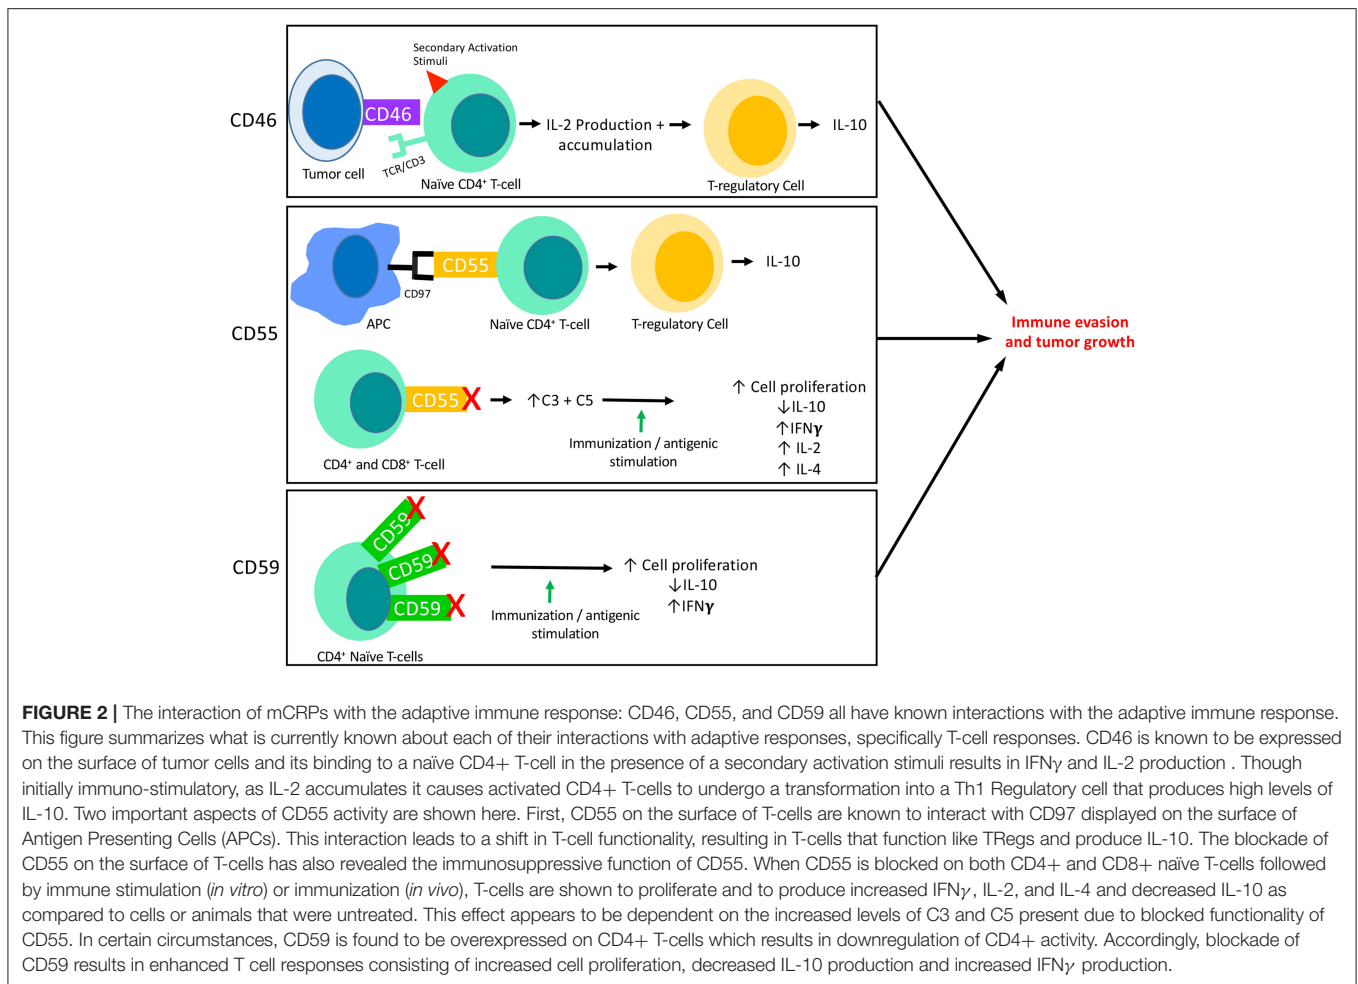 Secondary Activation
Stimuli
CD46
CD46
TCR/CD3
Tumor cell
Naïve CD4⁺ T-cell
IL-2 Production +
accumulation
T-regulatory Cell
IL-10
CD55
CD97
CD55
APC
Naïve CD4⁺ T-cell
T-regulatory Cell
IL-10
CD55
X
CD4⁺ and CD8⁺ T-cell
↑C3 + C5
Immunization / antigenic
stimulation
↑ Cell proliferation
↓IL-10
↑IFNγ
↑ IL-2
↑ IL-4
CD59
CD59
X
CD59
X
CD59
X
CD4⁺ Naïve T-cells
Immunization / antigenic
stimulation
↑ Cell proliferation
↓IL-10
↑IFNγ
Immune evasion
and tumor growth
FIGURE 2 | The interaction of mCRPs with the adaptive immune response: CD46, CD55, and CD59 all have known interactions with the adaptive immune response.
This figure summarizes what is currently known about each of their interactions with adaptive responses, specifically T-cell responses. CD46 is known to be expressed
on the surface of tumor cells and its binding to a naïve CD4+ T-cell in the presence of a secondary activation stimuli results in IFNγ and IL-2 production . Though
initially immuno-stimulatory, as IL-2 accumulates it causes activated CD4+ T-cells to undergo a transformation into a Th1 Regulatory cell that produces high levels of
IL-10. Two important aspects of CD55 activity are shown here. First, CD55 on the surface of T-cells are known to interact with CD97 displayed on the surface of
Antigen Presenting Cells (APCs). This interaction leads to a shift in T-cell functionality, resulting in T-cells that function like TRegs and produce IL-10. The blockade of
CD55 on the surface of T-cells has also revealed the immunosuppressive function of CD55. When CD55 is blocked on both CD4+ and CD8+ naïve T-cells followed
by immune stimulation (in vitro) or immunization (in vivo), T-cells are shown to proliferate and to produce increased IFNγ, IL-2, and IL-4 and decreased IL-10 as
compared to cells or animals that were untreated. This effect appears to be dependent on the increased levels of C3 and C5 present due to blocked functionality of
CD55. In certain circumstances, CD59 is found to be overexpressed on CD4+ T-cells which results in downregulation of CD4+ activity. Accordingly, blockade of
CD59 results in enhanced T cell responses consisting of increased cell proliferation, decreased IL-10 production and increased IFNγ production.